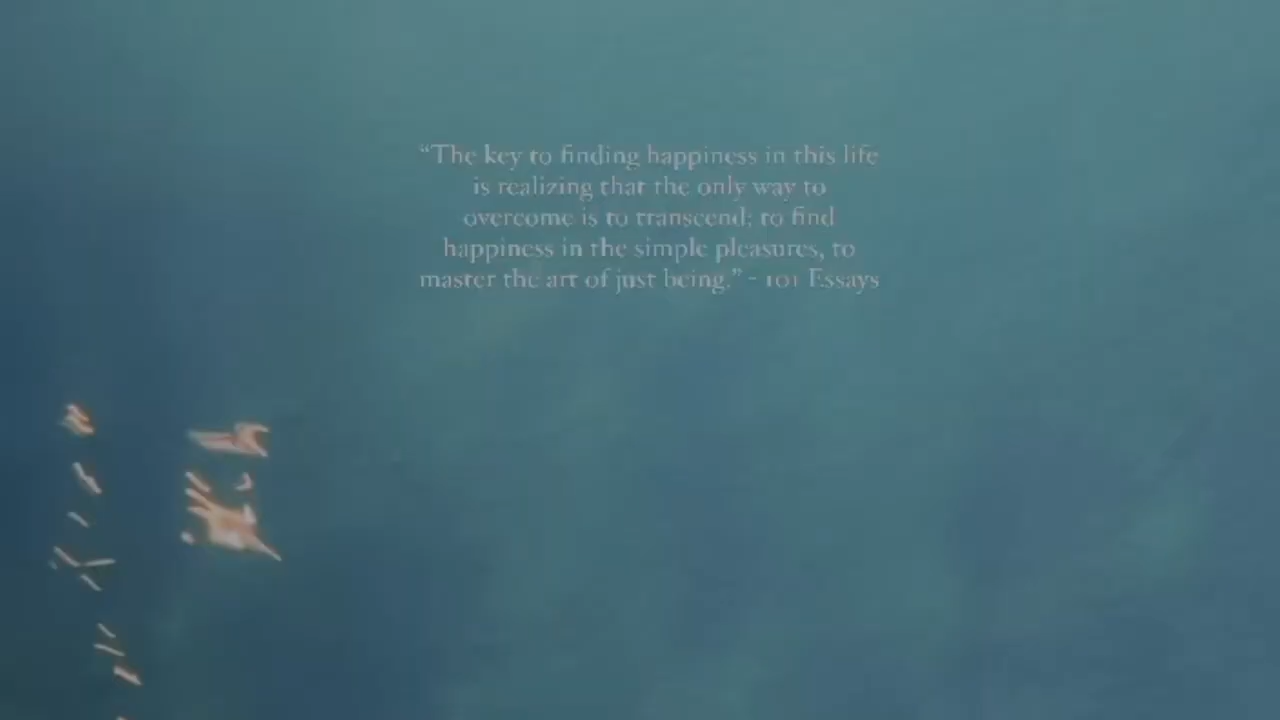 “The key to finding happiness in this life
is realizing that the only way to
overcome is to transcend; to find
happiness in the simple pleasures, to
master the art of just being.” - 101 Essays